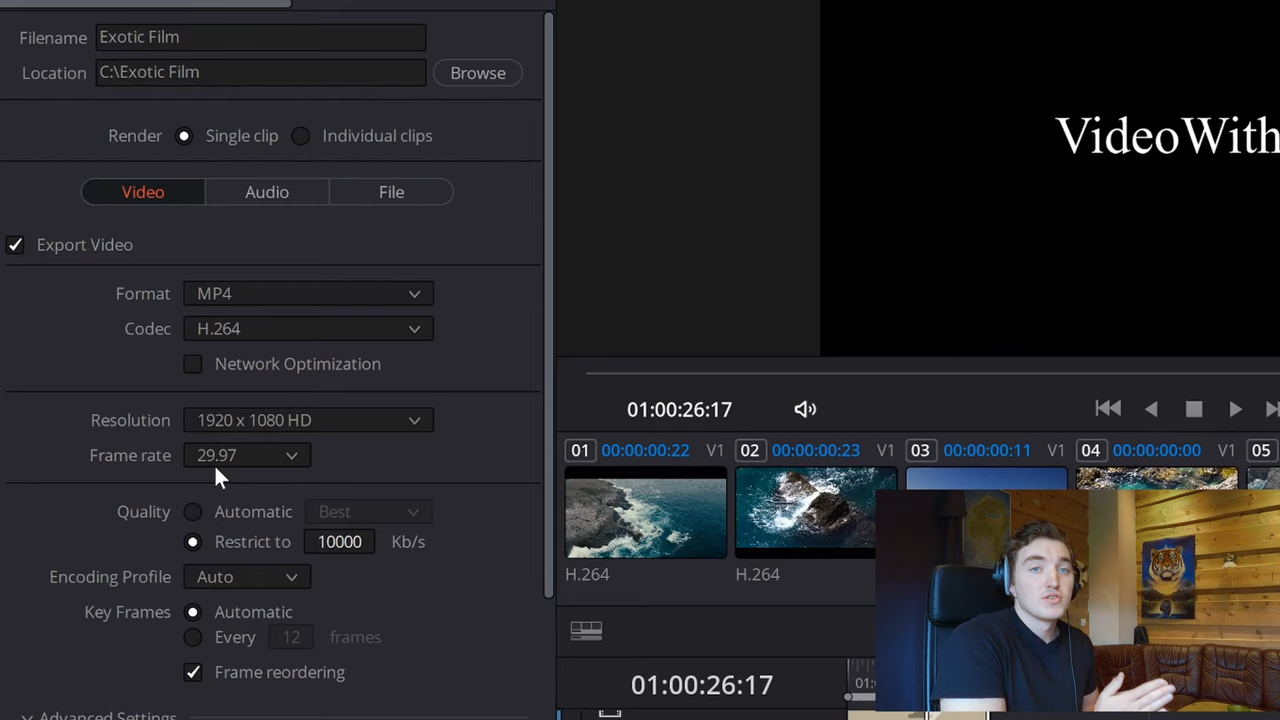 Filename Exotic Film
Location C:\Exotic Film Browse
Render Single clip Individual clips
Video Audio File
Export Video
Format MP4
Codec H.264
Network Optimization
Resolution 1920 x 1080 HD
Frame rate 29.97
Quality Automatic Best
Restrict to 10000 Kb/s
Encoding Profile Auto
Key Frames Automatic
Every 12 frames
Frame reordering
Advanced Settings
VideoWith
01:00:26:17
01 00:00:00:22 V1 02 00:00:00:23 V1 03 00:00:00:11 V1 04 00:00:00:00 V1 05
H.264 H.264
01:00:26:17